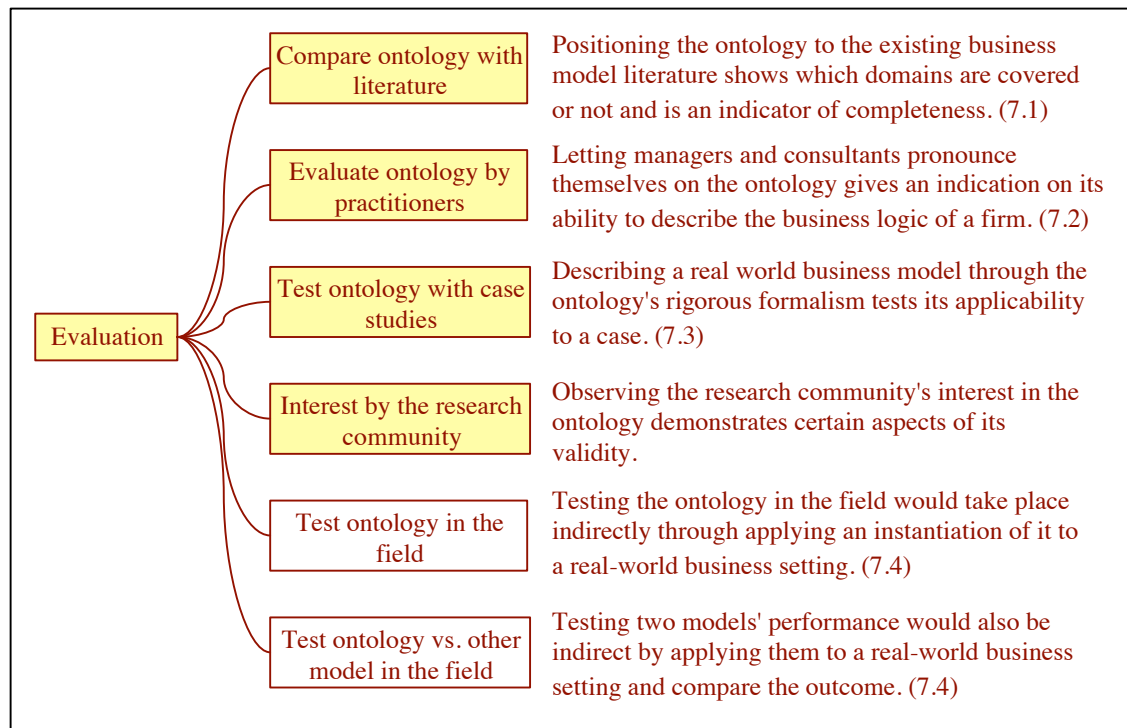 Compare ontology with
literature
Positioning the ontology to the existing business
model literature shows which domains are covered
or not and is an indicator of completeness. (7.1)
Evaluate ontology by
practitioners
Letting managers and consultants pronounce
themselves on the ontology gives an indication on its
ability to describe the business logic of a firm. (7.2)
Test ontology with case
studies
Describing a real world business model through the
ontology's rigorous formalism tests its applicability
to a case. (7.3)
Evaluation
Interest by the research
community
Observing the research community's interest in the
ontology demonstrates certain aspects of its
validity.
Test ontology in the
field
Testing the ontology in the field would take place
indirectly through applying an instantiation of it to
a real-world business setting. (7.4)
Test ontology vs. other
model in the field
Testing two models' performance would also be
indirect by applying them to a real-world business
setting and compare the outcome. (7.4)